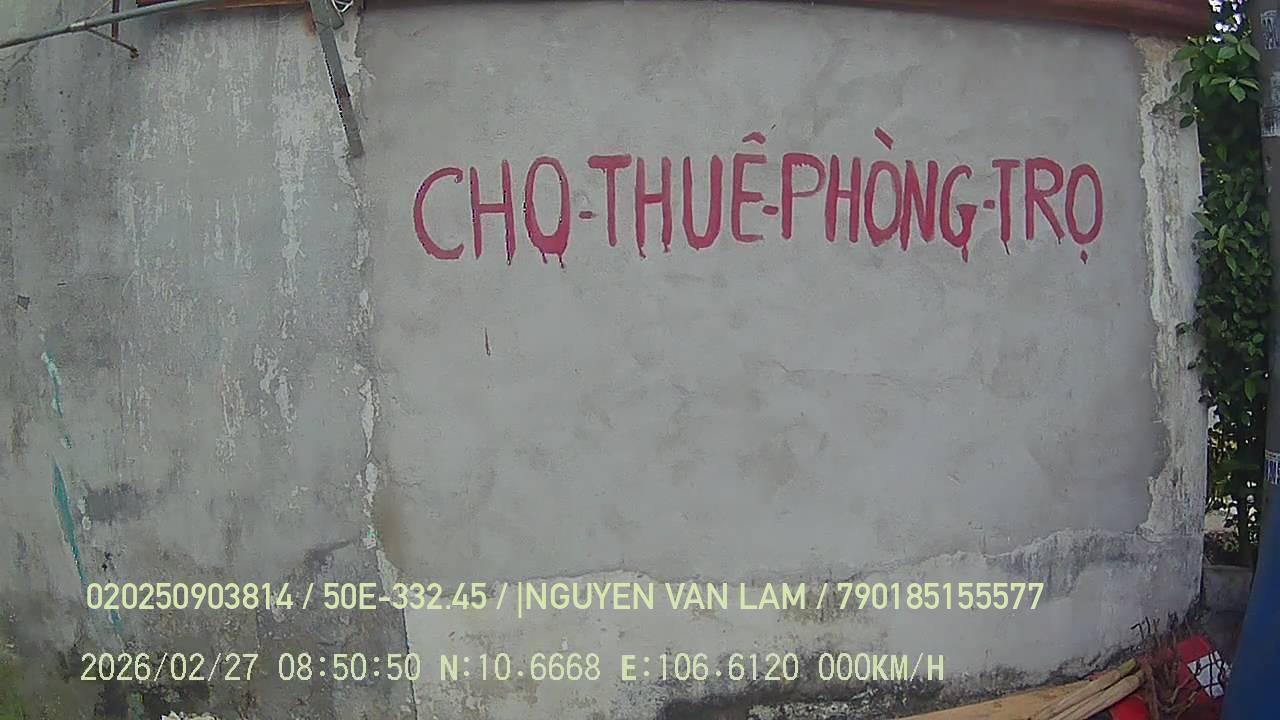 CHO-THUÊ-PHÒNG-TRỌ
020250903814 / 50E-332.45 / |NGUYEN VAN LAM / 790185155577
2026/02/27 08:50:50 N:10.6668 E:106.6120 000KM/H